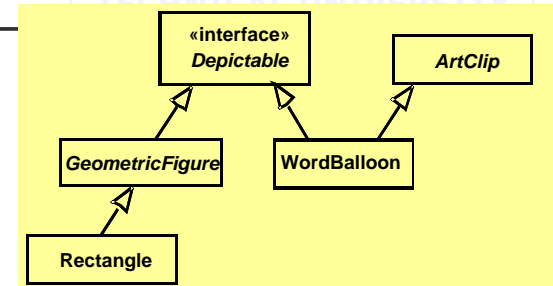 «interface»
Depictable
ArtClip
GeometricFigure
WordBalloon
Rectangle